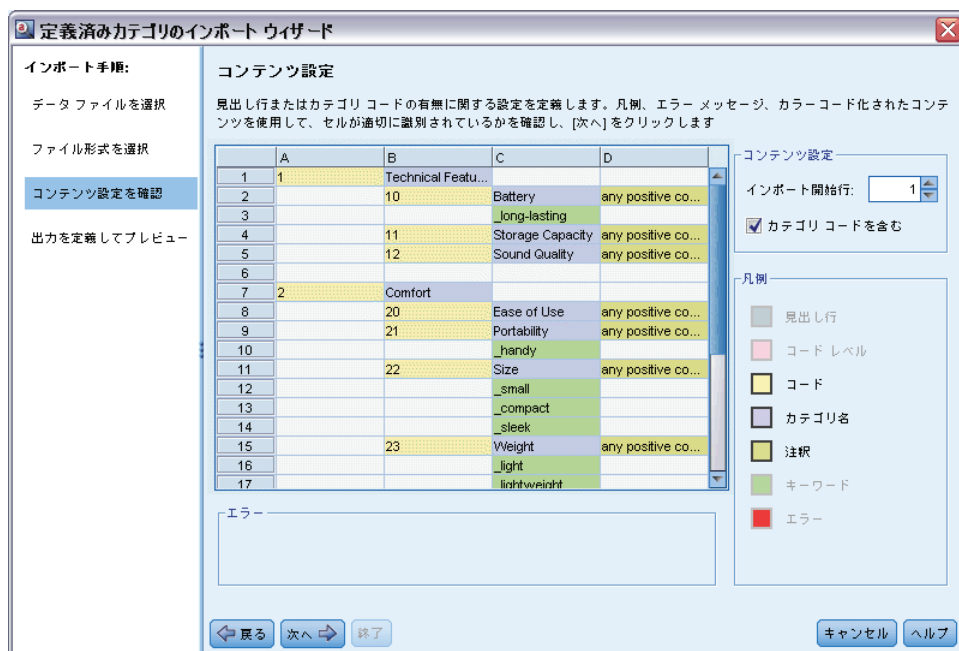 定義済みカテゴリのインポート ウィザード
インポート手順:
データ ファイルを選択
ファイル形式を選択
コンテンツ設定を確認
出力を定義してプレビュー
コンテンツ設定
見出し行またはカテゴリ コードの有無に関する設定を定義します。凡例、エラー メッセージ、カラーコード化されたコンテ
ンツを使用して、セルが適切に識別されているかを確認し、[次へ] をクリックします
A B C D
1 1 Technical Featu...
2 10 Battery any positive co...
3 _long-lasting
4 11 Storage Capacity any positive co...
5 12 Sound Quality any positive co...
6
7 2 Comfort
8 20 Ease of Use any positive co...
9 21 Portability any positive co...
10 _handy
11 22 Size any positive co...
12 _small
13 _compact
14 _sleek
15 23 Weight any positive co...
16 _light
17 _lightweight
エラー
コンテンツ設定
インポート開始行: 1
カテゴリ コードを含む
凡例
見出し行
コード レベル
コード
カテゴリ名
注釈
キーワード
エラー
戻る 次へ 終了 キャンセル ヘルプ